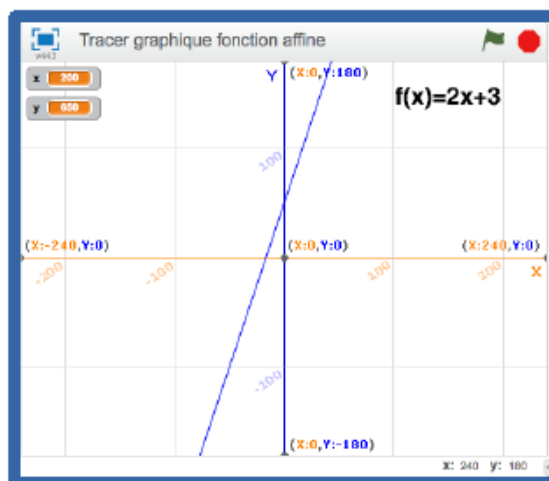 Tracer graphique fonction affine
x 200
y 650
Y (X:0,Y:180)
f(x)=2x+3
100
(X:-240,Y:0) (X:0,Y:0) (X:240,Y:0)
-200 -100 100 200 X
-100
(X:0,Y:-180)
x: 240 y: 180